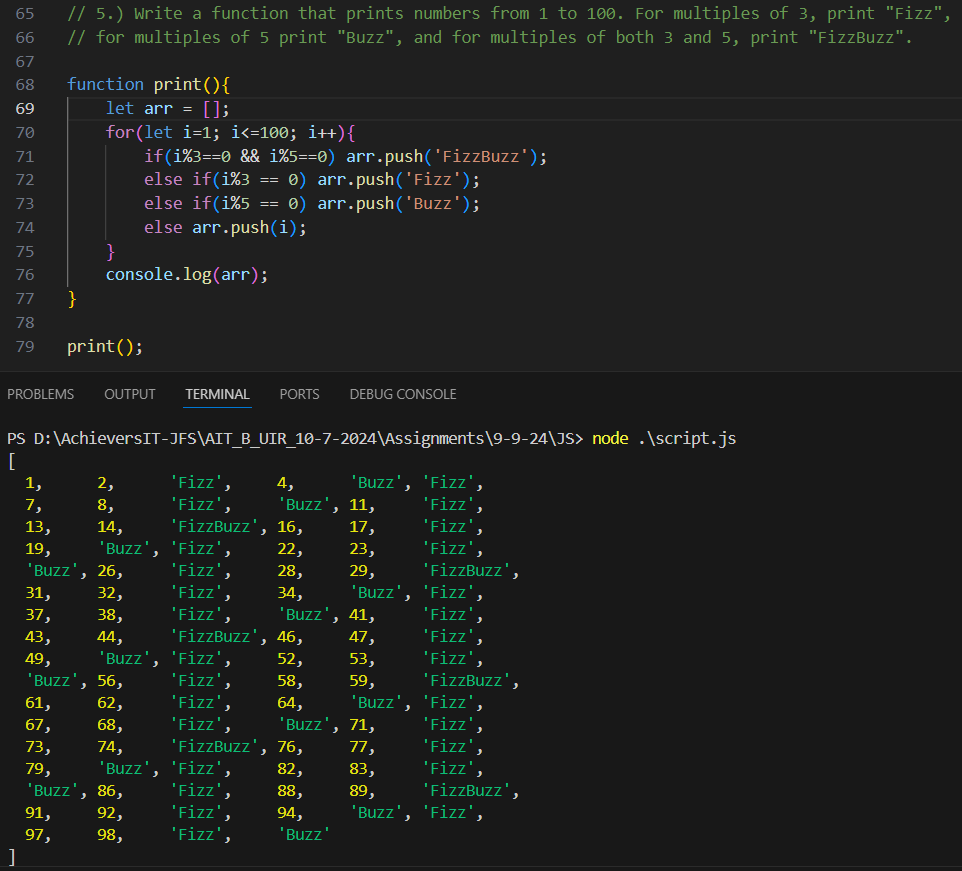 65 // 5.) Write a function that prints numbers from 1 to 100. For multiples of 3, print "Fizz",
66 // for multiples of 5 print "Buzz", and for multiples of both 3 and 5, print "FizzBuzz".
67
68 function print(){
69     let arr = [];
70     for(let i=1; i<=100; i++){
71         if(i%3==0 && i%5==0) arr.push('FizzBuzz');
72         else if(i%3 == 0) arr.push('Fizz');
73         else if(i%5 == 0) arr.push('Buzz');
74         else arr.push(i);
75     }
76     console.log(arr);
77 }
78
79 print();
PROBLEMS OUTPUT TERMINAL PORTS DEBUG CONSOLE
PS D:\AchieversIT-JFS\AIT_B_UIR_10-7-2024\Assignments\9-9-24\JS> node .\script.js
[
  1,      2,      'Fizz',     4,      'Buzz', 'Fizz',
  7,      8,      'Fizz',     'Buzz', 11,     'Fizz',
  13,     14,     'FizzBuzz', 16,     17,     'Fizz',
  19,     'Buzz', 'Fizz',     22,     23,     'Fizz',
  'Buzz', 26,     'Fizz',     28,     29,     'FizzBuzz',
  31,     32,     'Fizz',     34,     'Buzz', 'Fizz',
  37,     38,     'Fizz',     'Buzz', 41,     'Fizz',
  43,     44,     'FizzBuzz', 46,     47,     'Fizz',
  49,     'Buzz', 'Fizz',     52,     53,     'Fizz',
  'Buzz', 56,     'Fizz',     58,     59,     'FizzBuzz',
  61,     62,     'Fizz',     64,     'Buzz', 'Fizz',
  67,     68,     'Fizz',     'Buzz', 71,     'Fizz',
  73,     74,     'FizzBuzz', 76,     77,     'Fizz',
  79,     'Buzz', 'Fizz',     82,     83,     'Fizz',
  'Buzz', 86,     'Fizz',     88,     89,     'FizzBuzz',
  91,     92,     'Fizz',     94,     'Buzz', 'Fizz',
  97,     98,     'Fizz',     'Buzz'
]